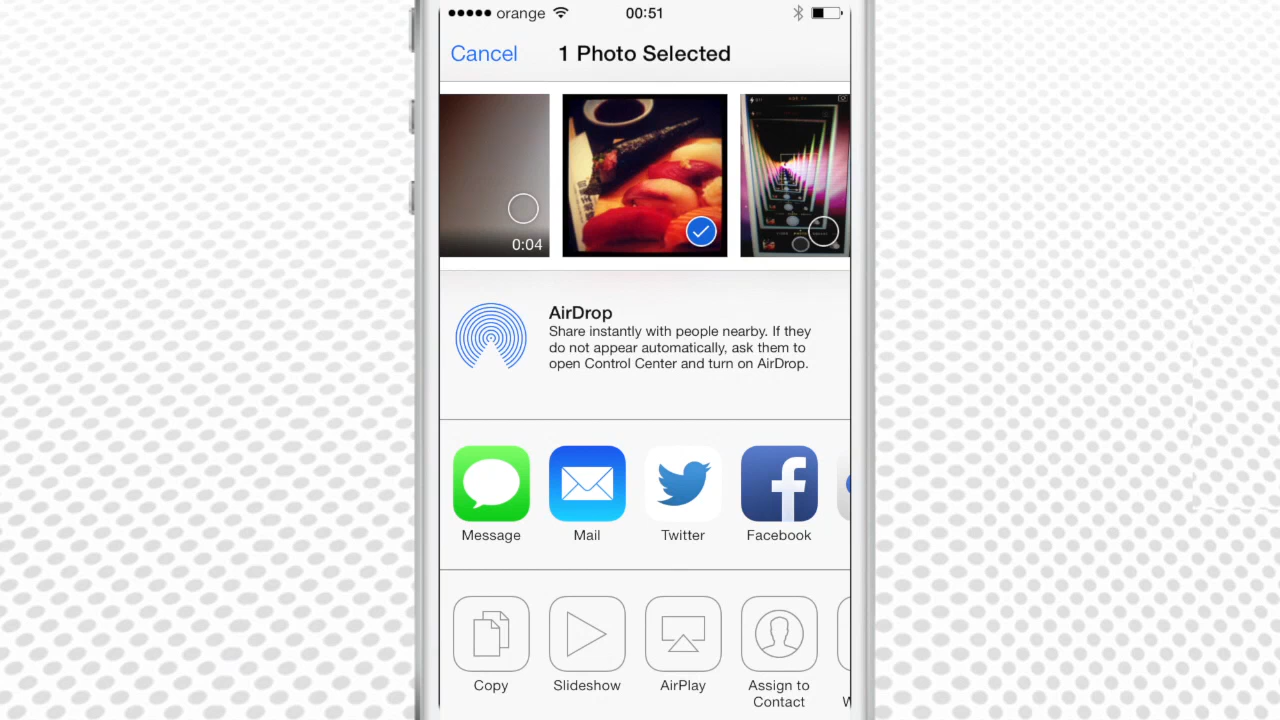 orange 00:51
Cancel 1 Photo Selected
0:04
AirDrop
Share instantly with people nearby. If they
do not appear automatically, ask them to
open Control Center and turn on AirDrop.
Message Mail Twitter Facebook
Copy Slideshow AirPlay Assign to
Contact